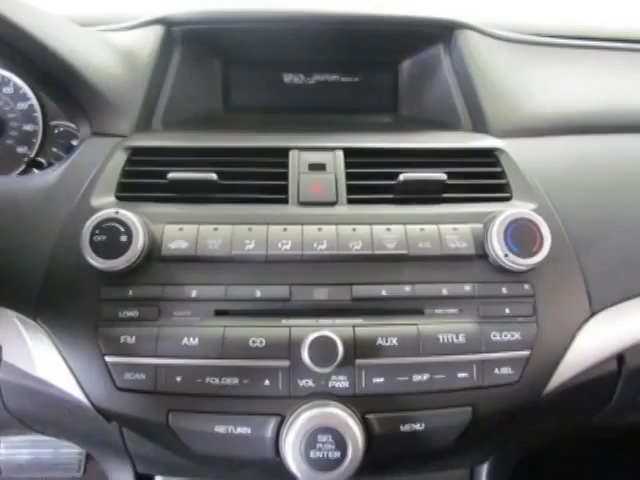 OFF
A/C
1 2 3 4 5 6
LOAD
FM AM CD AUX TITLE CLOCK
SCAN FOLDER VOL PUSH PWR SKIP A.SEL
RETURN MENU
SEL
PUSH
ENTER